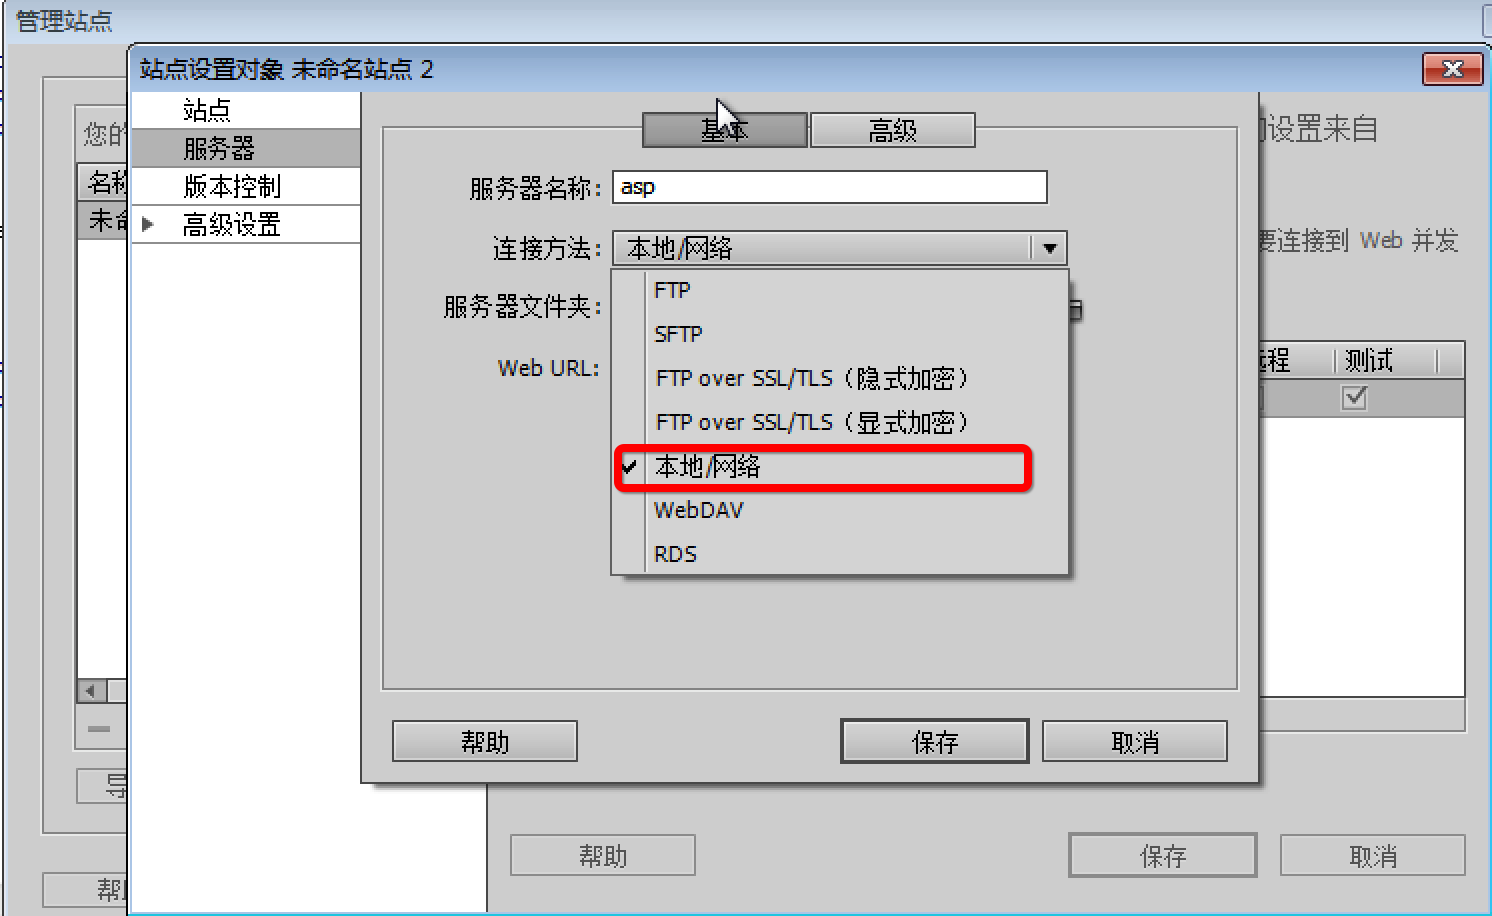 管理站点
站点设置对象 未命名站点 2
站点
服务器
版本控制
高级设置
您的
名称
未命
基本
高级
服务器名称:
asp
连接方法:
本地/网络
服务器文件夹:
Web URL:
FTP
SFTP
FTP over SSL/TLS（隐式加密）
FTP over SSL/TLS（显式加密）
本地/网络
WebDAV
RDS
设置来自
要连接到 Web 并发
远程
测试
帮助
保存
取消
导
帮助
保存
取消
帮助